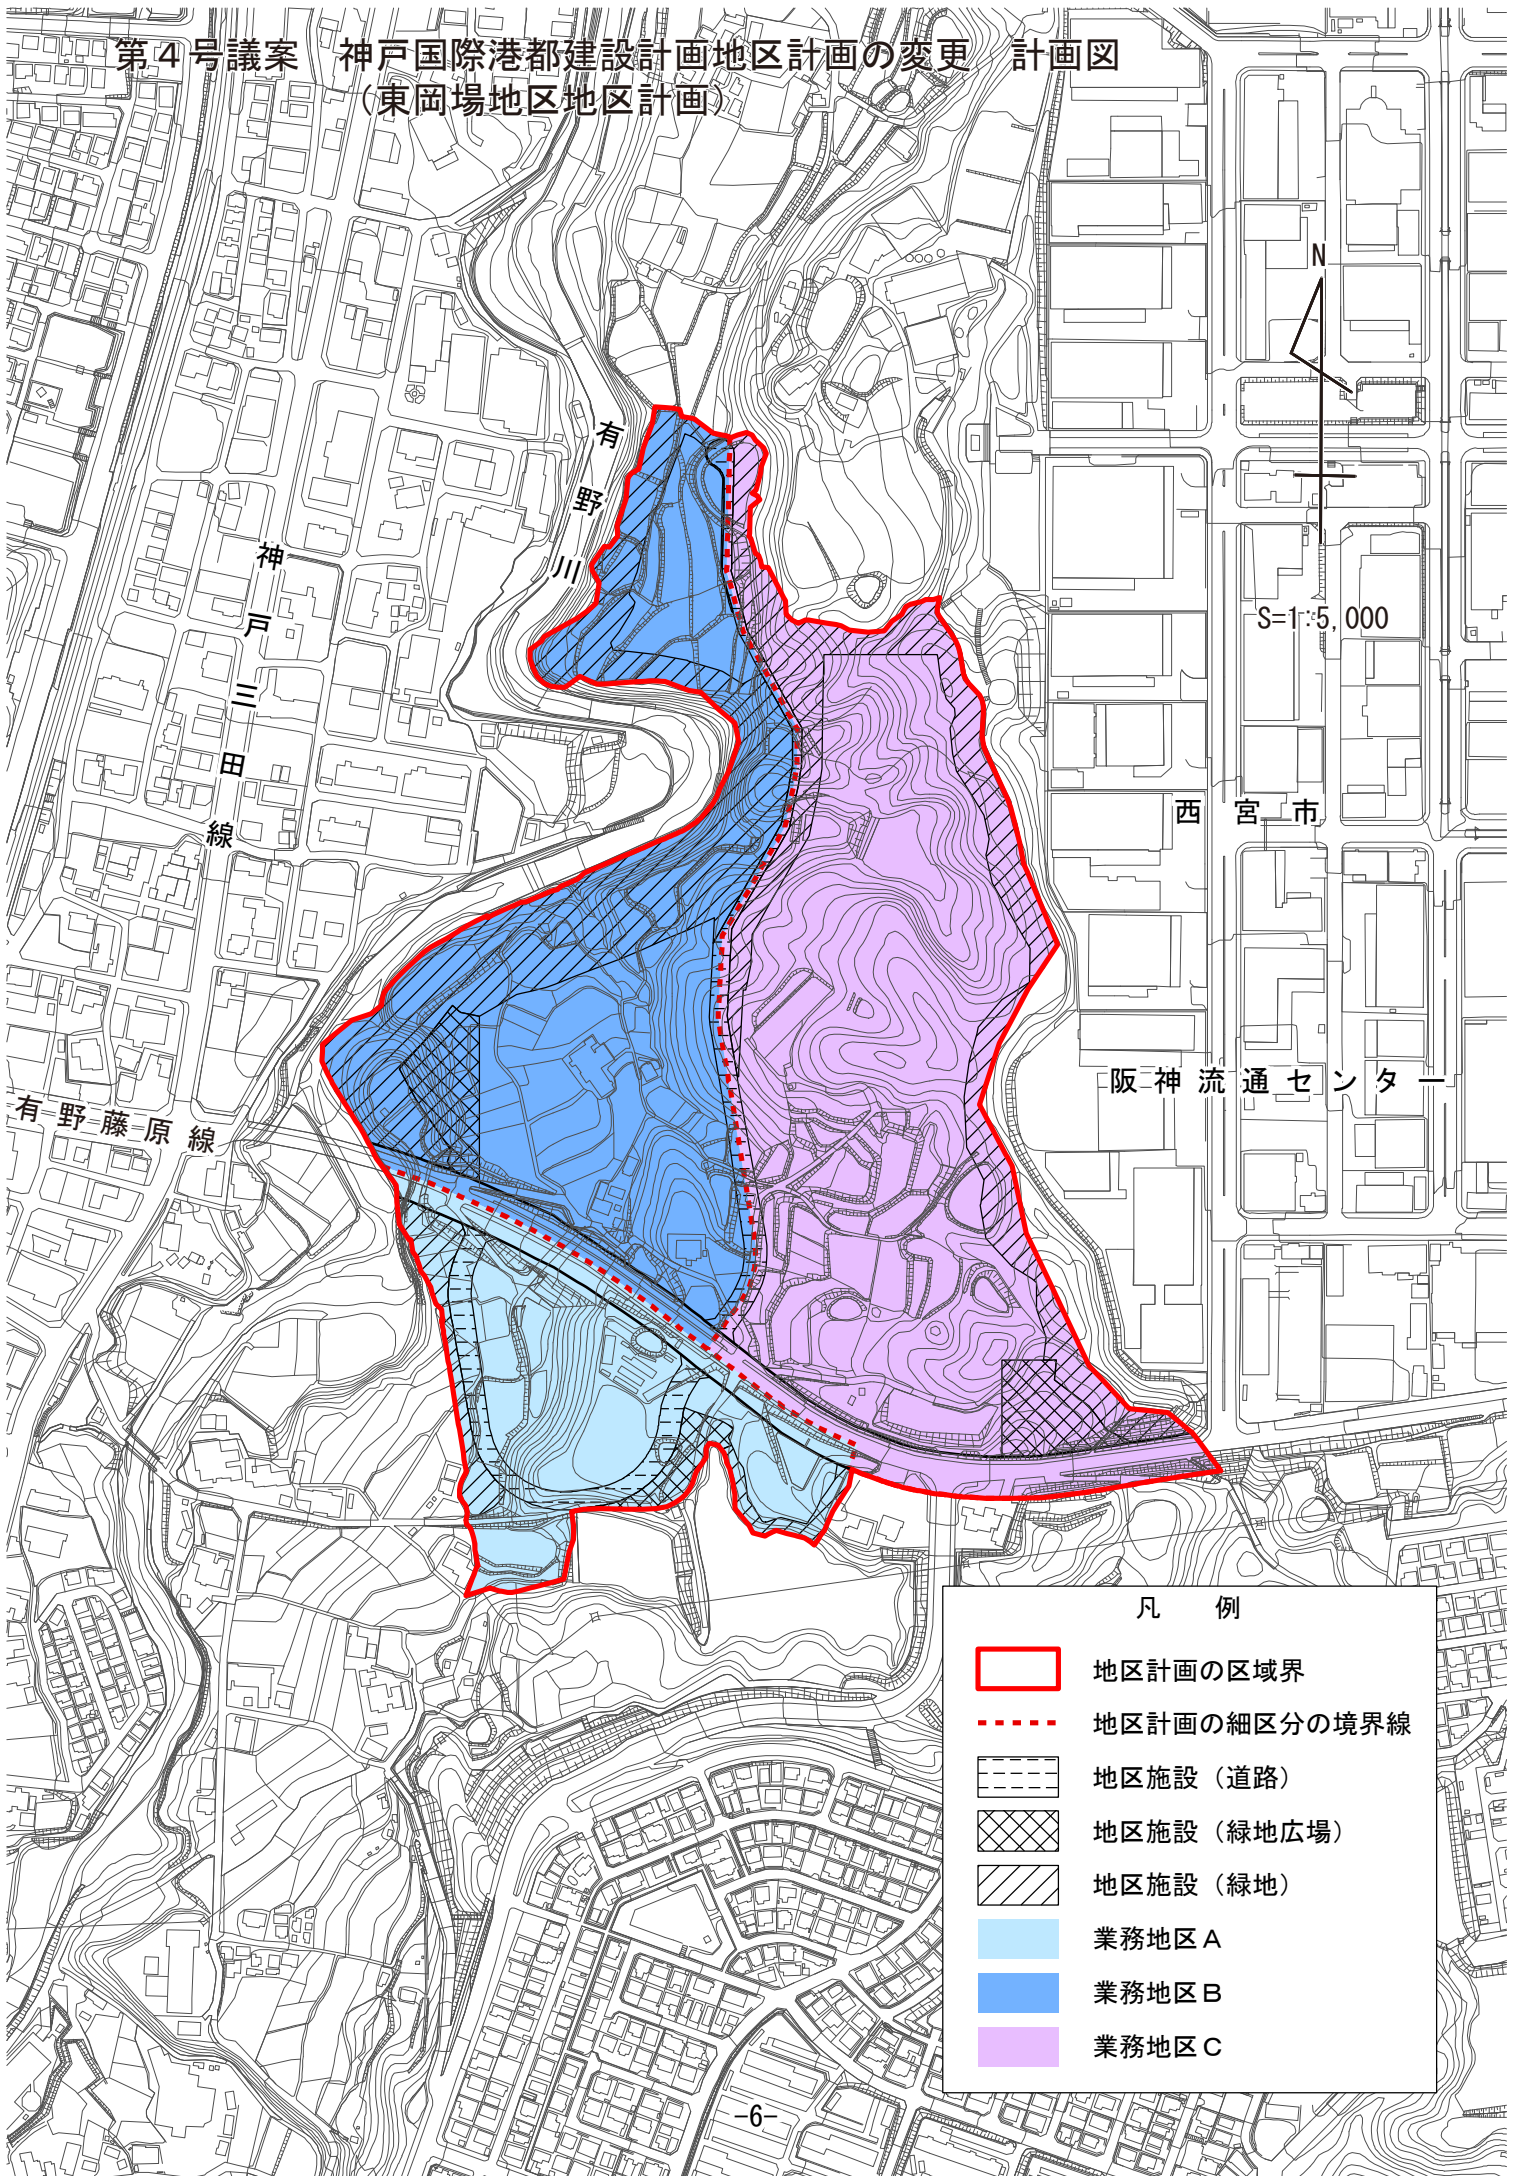 第４号議案　神戸国際港都建設計画地区計画の変更　計画図
（東岡場地区地区計画）
N
S=1:5,000
有野川
神戸三田線
西宮市
阪神流通センター
有野藤原線
凡　例
地区計画の区域界
地区計画の細区分の境界線
地区施設（道路）
地区施設（緑地広場）
地区施設（緑地）
業務地区Ａ
業務地区Ｂ
業務地区Ｃ
-6-